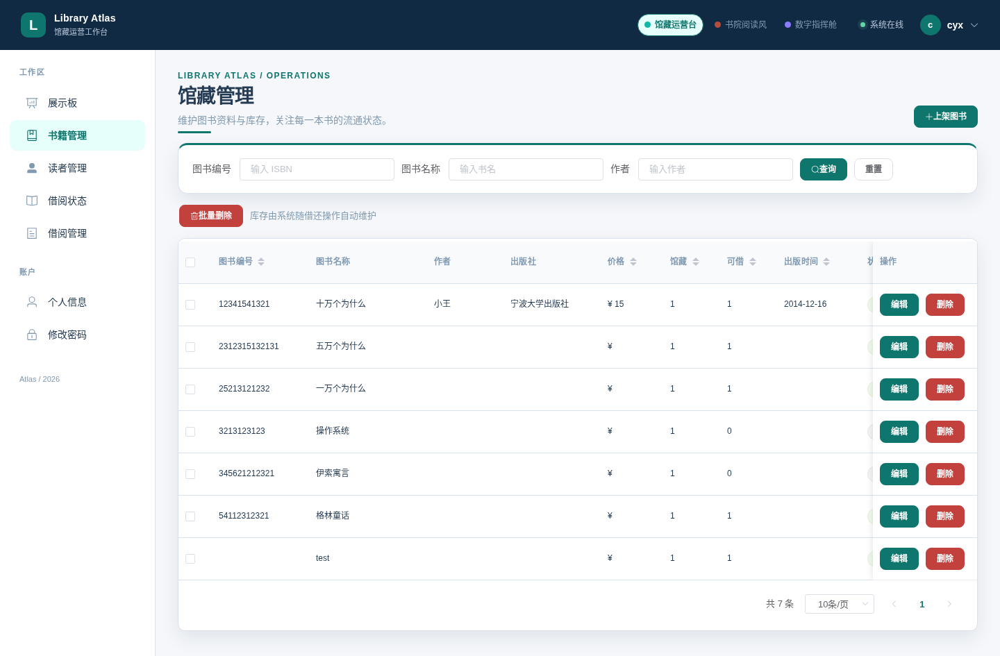 L Library Atlas
馆藏运营工作台
馆藏运营台 书院阅读风 数字指挥舱 系统在线 c cyx
工作区
展示板
书籍管理
读者管理
借阅状态
借阅管理
账户
个人信息
修改密码
Atlas / 2026
LIBRARY ATLAS / OPERATIONS
馆藏管理
维护图书资料与库存，关注每一本书的流通状态。
上架图书
图书编号 输入 ISBN 图书名称 输入书名 作者 输入作者 查询 重置
批量删除 库存由系统随借还操作自动维护
图书编号 图书名称 作者 出版社 价格 馆藏 可借 出版时间 操作
12341541321 十万个为什么 小王 宁波大学出版社 ¥ 15 1 1 2014-12-16 编辑 删除
2312315132131 五万个为什么 ¥ 1 1 编辑 删除
25213121232 一万个为什么 ¥ 1 1 编辑 删除
3213123123 操作系统 ¥ 1 0 编辑 删除
345621212321 伊索寓言 ¥ 1 0 编辑 删除
54112312321 格林童话 ¥ 1 1 编辑 删除
test ¥ 1 1 编辑 删除
共 7 条 10条/页 1